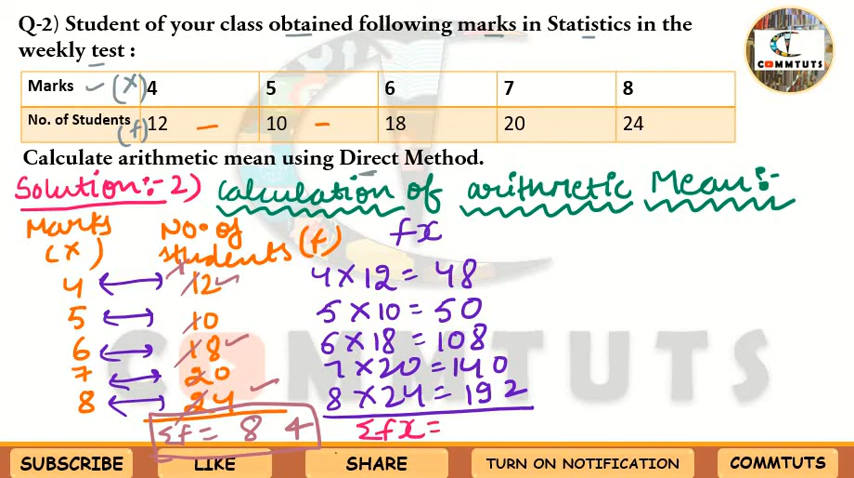 Q-2) Student of your class obtained following marks in Statistics in the
weekly test :
COMMTUTS
Marks (X) 4 5 6 7 8
No. of Students (f) 12 10 18 20 24
Calculate arithmetic mean using Direct Method.
Solution:- 2) Calculation of arithmetic Mean:-
Marks (X) No. of students (f) fx
4 12 4 × 12 = 48
5 10 5 × 10 = 50
6 18 6 × 18 = 108
7 20 7 × 20 = 140
8 24 8 × 24 = 192
Σf = 84 Σfx =
COMMTUTS
SUBSCRIBE LIKE SHARE TURN ON NOTIFICATION COMMTUTS